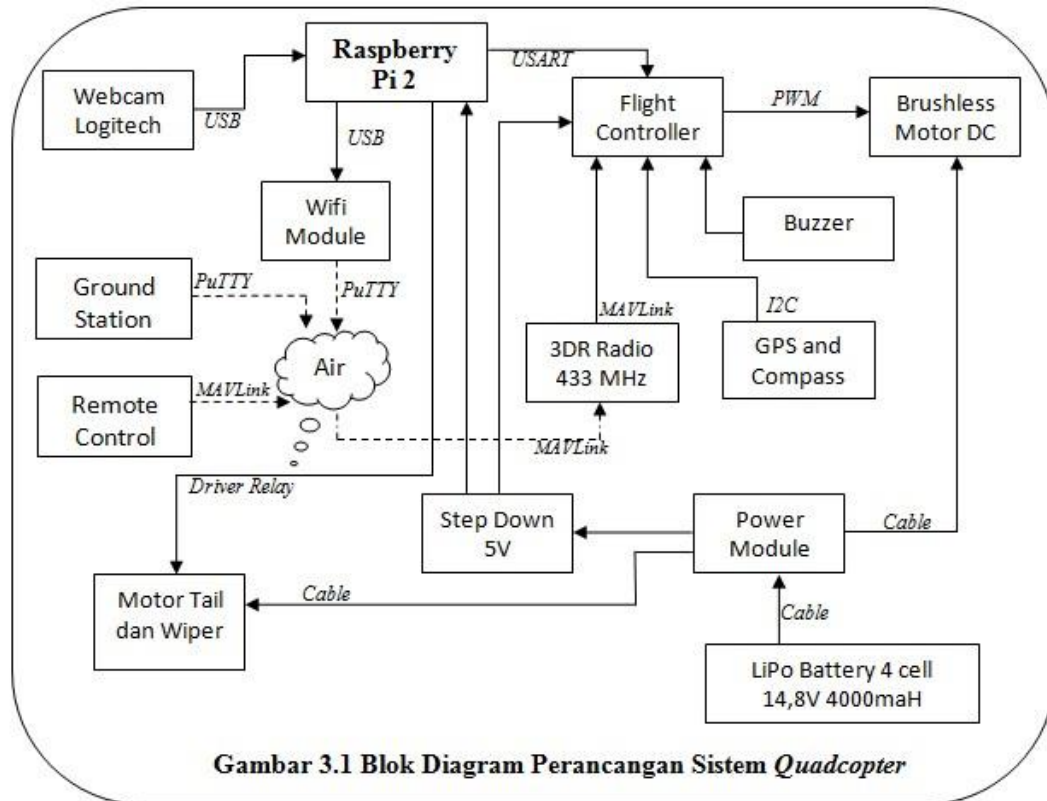 Raspberry
Pi 2
USART
Webcam
Logitech
USB
USB
Flight
Controller
PWM
Brushless
Motor DC
Wifi
Module
Buzzer
Ground
Station
PuTTY
PuTTY
Air
MAVLink
3DR Radio
433 MHz
I2C
GPS and
Compass
Remote
Control
MAVLink
MAVLink
Driver Relay
Step Down
5V
Power
Module
Cable
Motor Tail
dan Wiper
Cable
Cable
LiPo Battery 4 cell
14,8V 4000maH
Gambar 3.1 Blok Diagram Perancangan Sistem Quadcopter